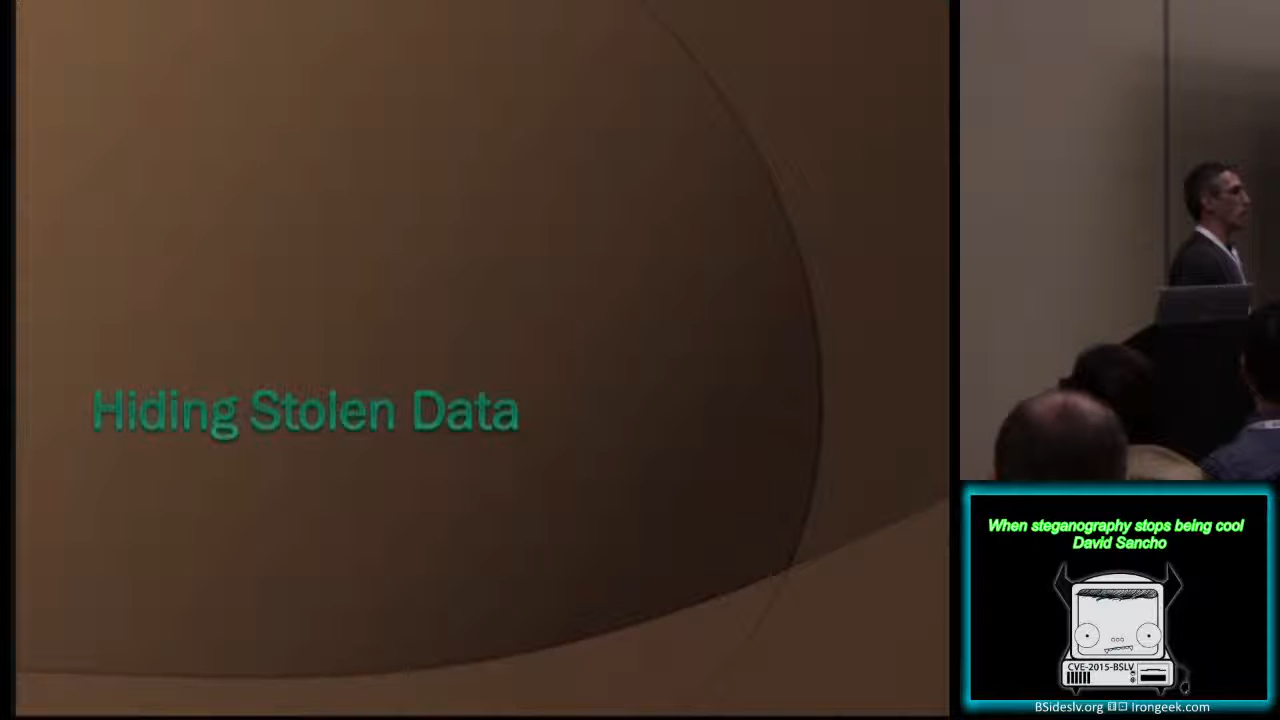 Hiding Stolen Data
When steganography stops being cool
David Sancho
CVE-2015-BSLV
BSideslv.org Irongeek.com